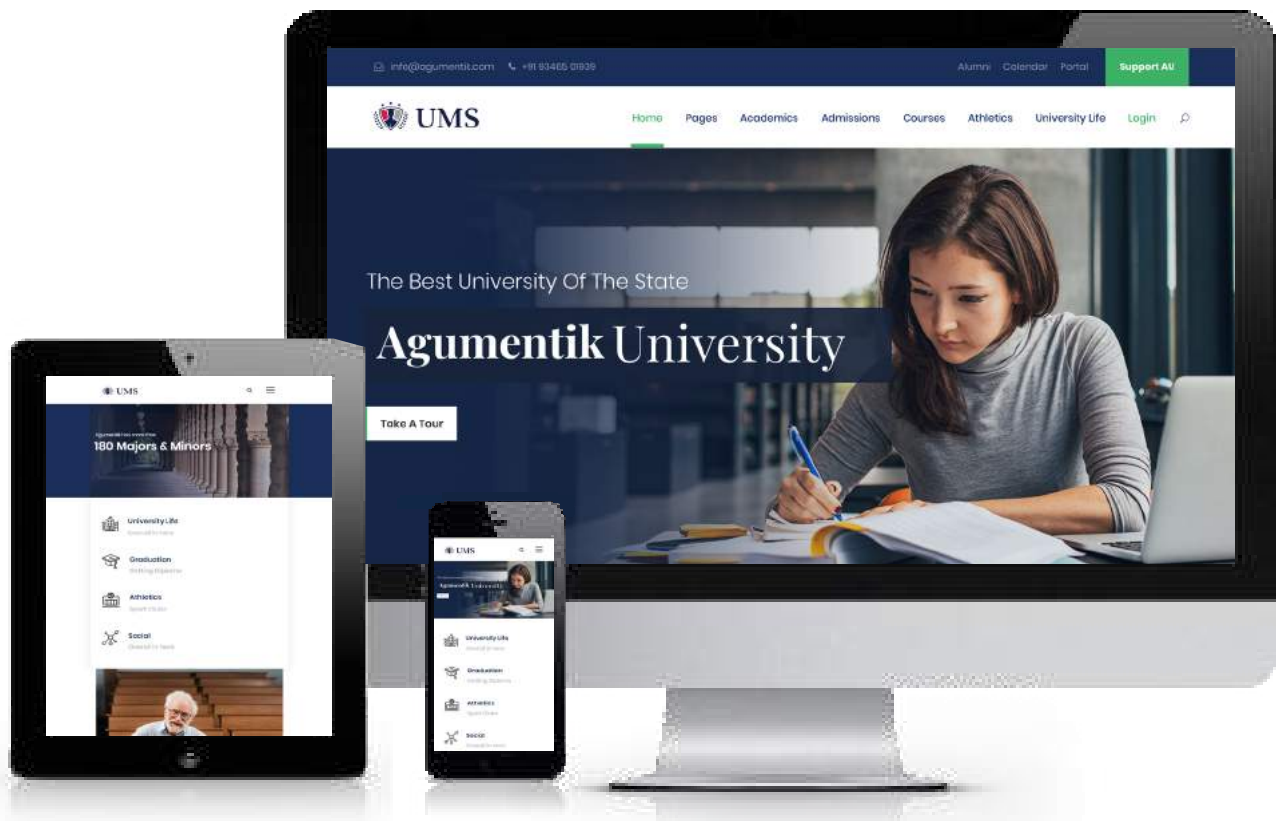 info@agumentit.com +91 93465 01939
Alumni Calendar Portal Support AU
UMS
Home Pages Academics Admissions Courses Athletics University Life Login
The Best University Of The State
Agumentik University
Take A Tour
UMS
180 Majors & Minors
University Life
Graduation
Athletics
Social
UMS
Agumentik University
University Life
Graduation
Athletics
Social